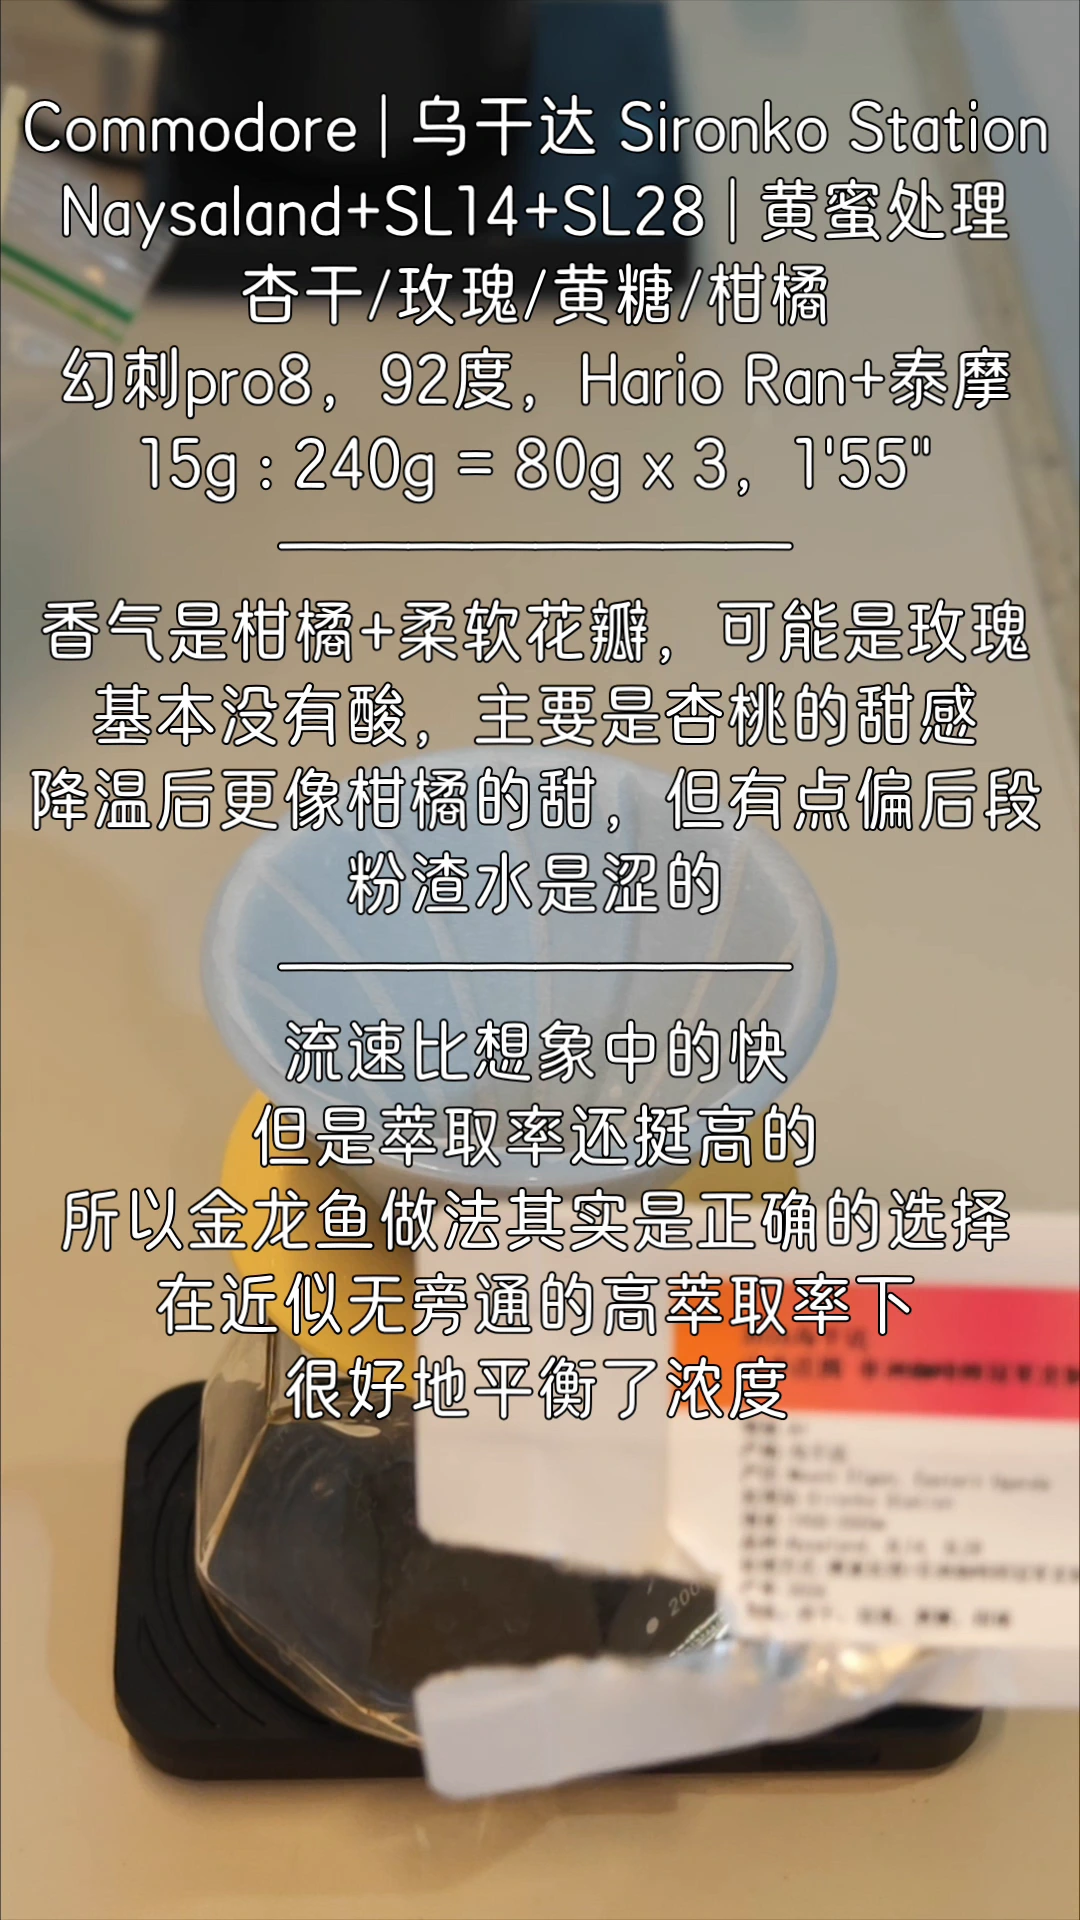 Commodore | 乌干达 Sironko Station
Naysaland+SL14+SL28 | 黄蜜处理
杏干/玫瑰/黄糖/柑橘
幻刺pro8，92度，Hario Ran+泰摩
15g : 240g = 80g x 3，1'55"
香气是柑橘+柔软花瓣，可能是玫瑰
基本没有酸，主要是杏桃的甜感
降温后更像柑橘的甜，但有点偏后段
粉渣水是涩的
流速比想象中的快
但是萃取率还挺高的
所以金龙鱼做法其实是正确的选择
在近似无旁通的高萃取率下
很好地平衡了浓度
200